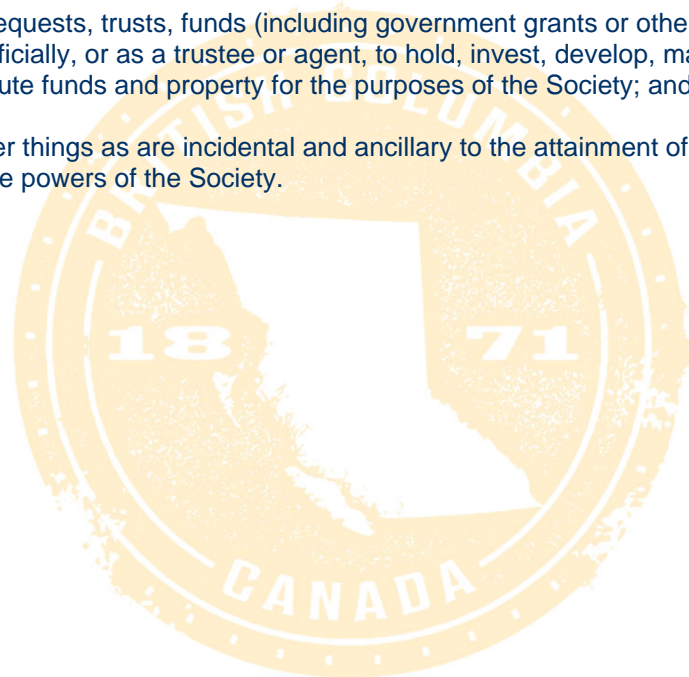 equests, trusts, funds (including government grants or othe
ficially, or as a trustee or agent, to hold, invest, develop, ma
ute funds and property for the purposes of the Society; and
er things as are incidental and ancillary to the attainment of
e powers of the Society.
BRITISH COLUMBIA
18 71
CANADA